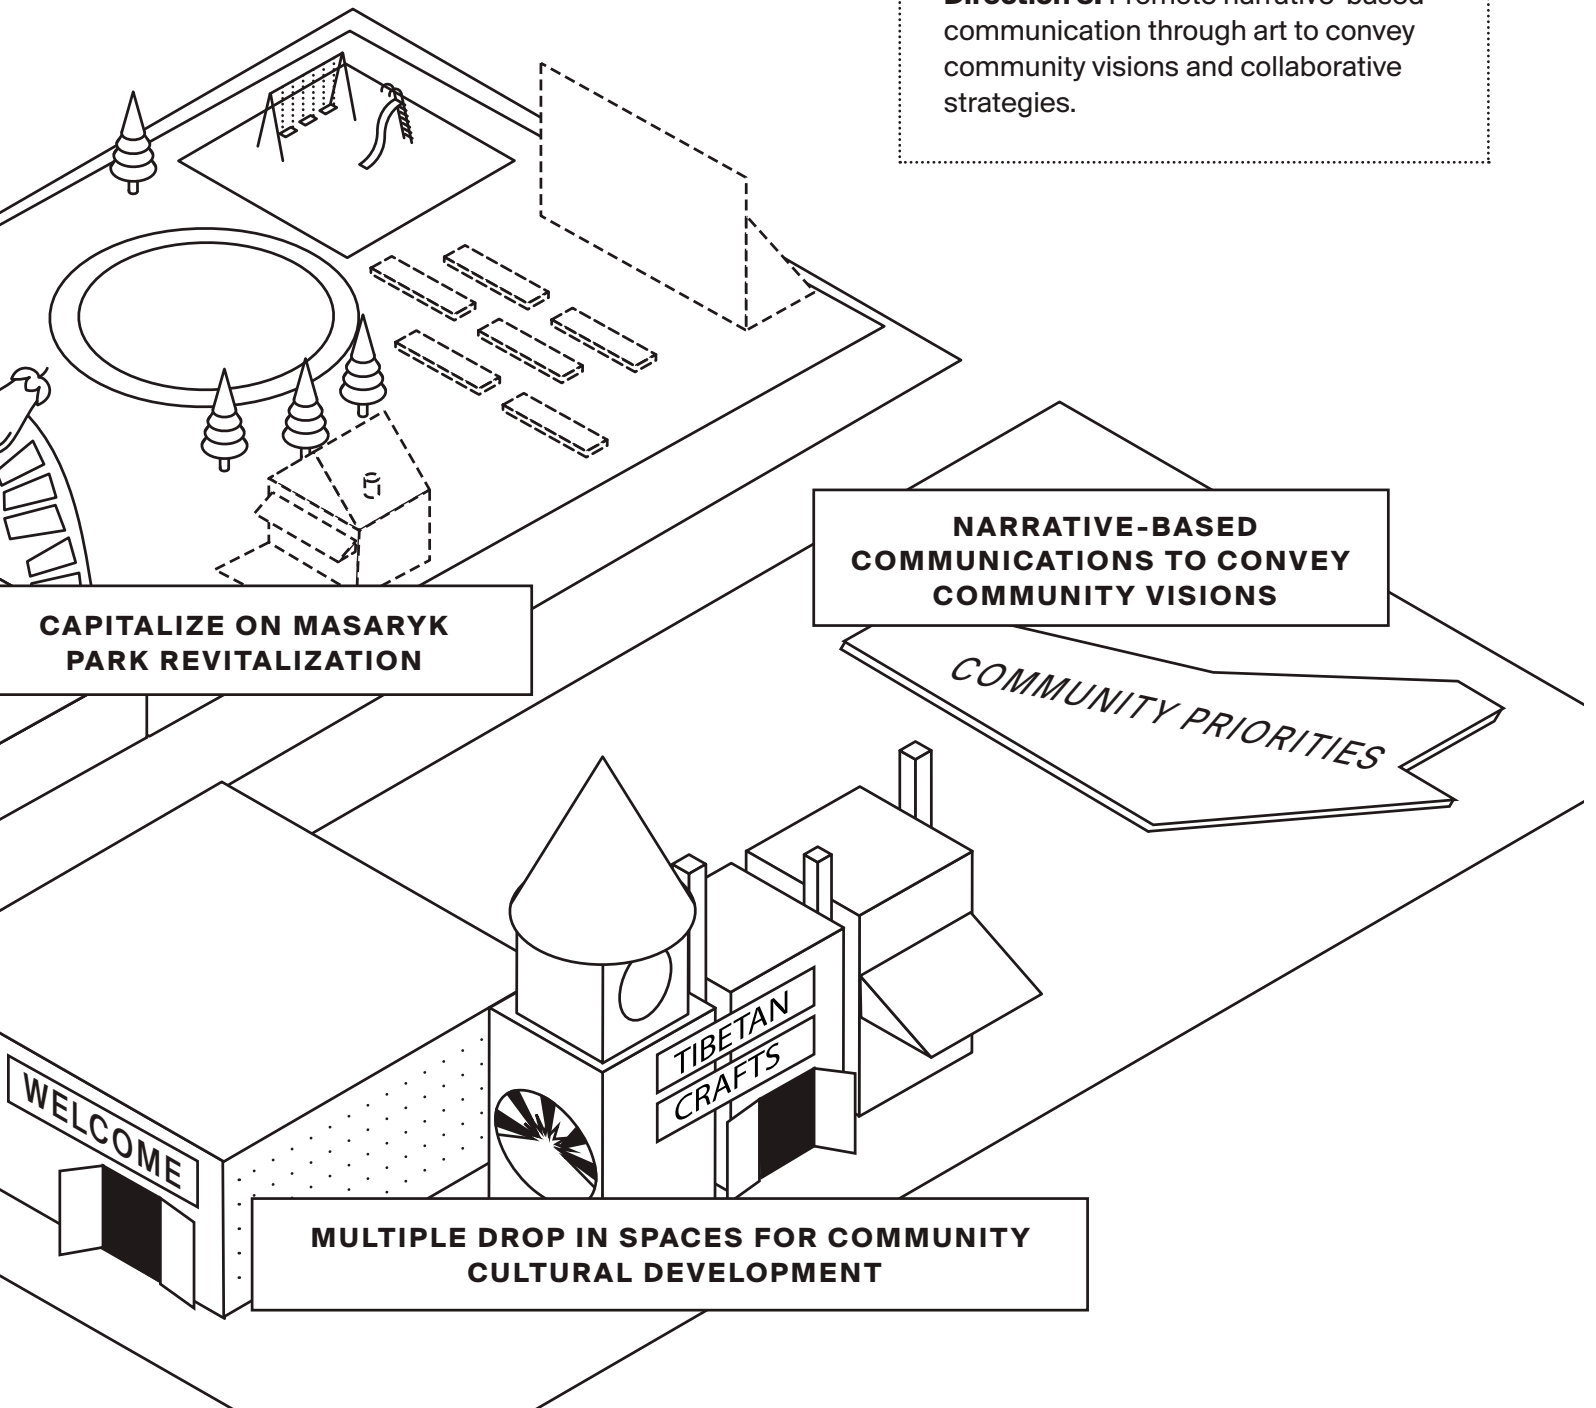 Direction 3: Promote narrative-based
communication through art to convey
community visions and collaborative
strategies.
NARRATIVE-BASED
COMMUNICATIONS TO CONVEY
COMMUNITY VISIONS
CAPITALIZE ON MASARYK
PARK REVITALIZATION
COMMUNITY PRIORITIES
TIBETAN
CRAFTS
WELCOME
MULTIPLE DROP IN SPACES FOR COMMUNITY
CULTURAL DEVELOPMENT